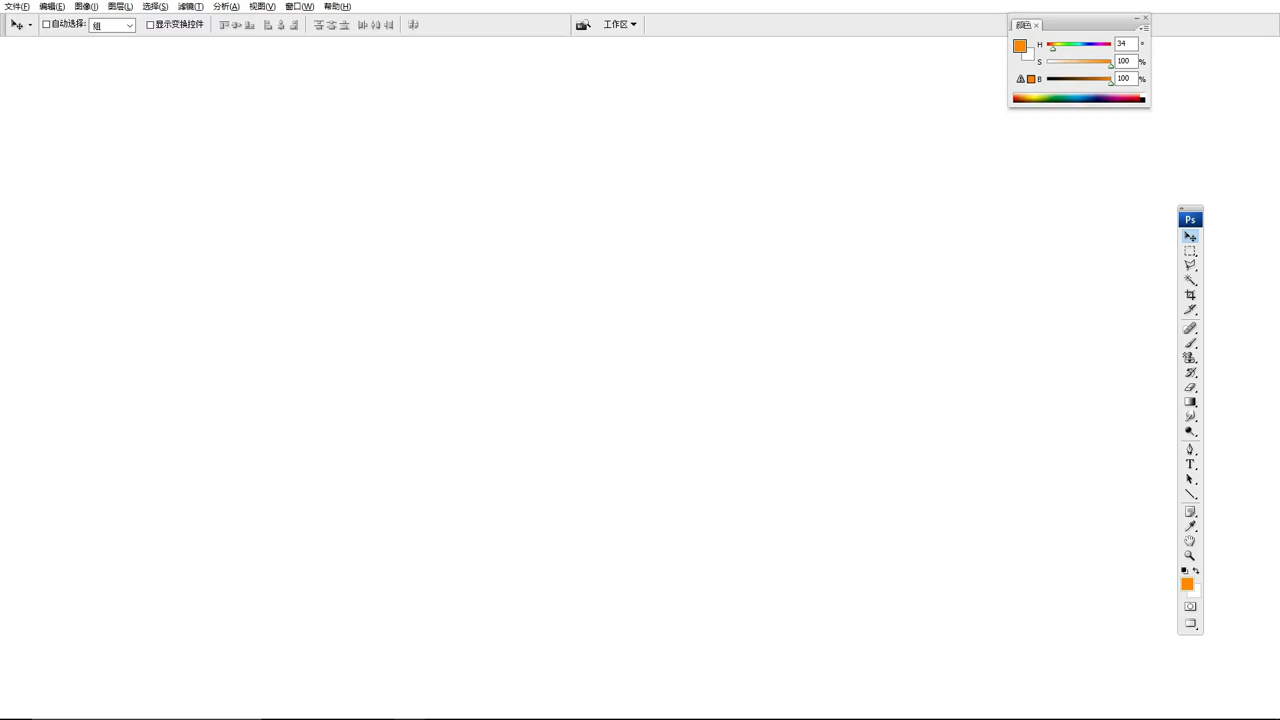 文件(F) 编辑(E) 图像(I) 图层(L) 选择(S) 滤镜(T) 分析(A) 视图(V) 窗口(W) 帮助(H)
自动选择: 组 显示变换控件 工作区
颜色
H 34 °
S 100 %
B 100 %
Ps
T